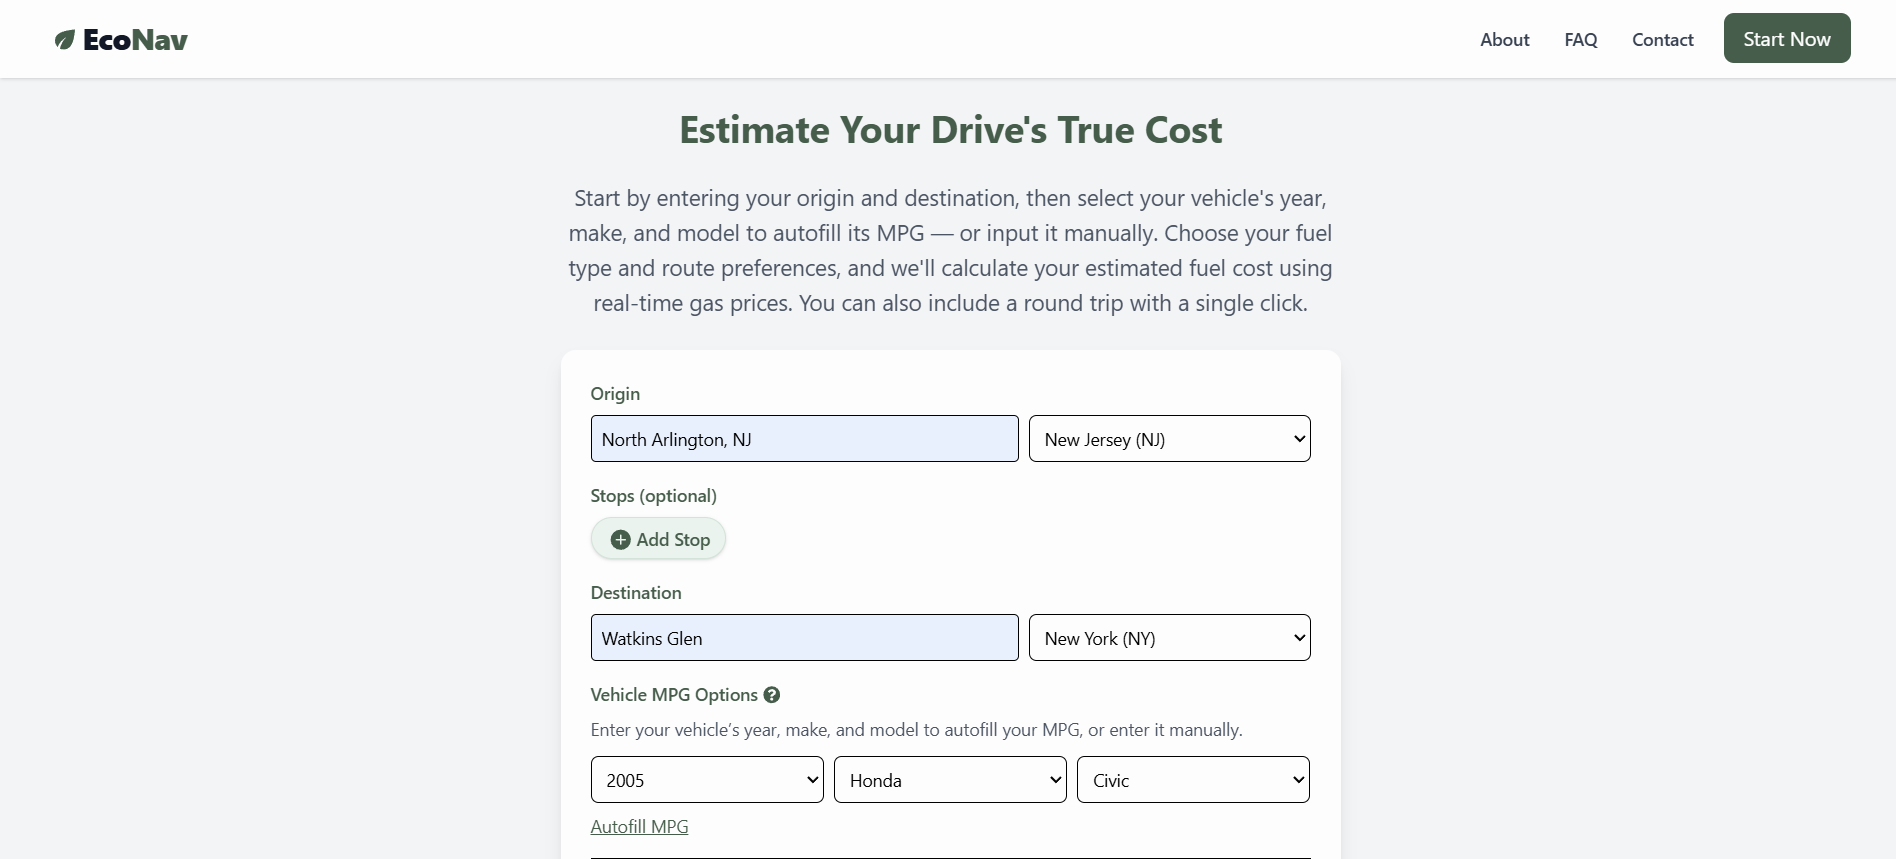 EcoNav
About
FAQ
Contact
Start Now
Estimate Your Drive's True Cost
Start by entering your origin and destination, then select your vehicle's year,
make, and model to autofill its MPG — or input it manually. Choose your fuel
type and route preferences, and we'll calculate your estimated fuel cost using
real-time gas prices. You can also include a round trip with a single click.
Origin
North Arlington, NJ
New Jersey (NJ)
Stops (optional)
Add Stop
Destination
Watkins Glen
New York (NY)
Vehicle MPG Options
Enter your vehicle’s year, make, and model to autofill your MPG, or enter it manually.
2005
Honda
Civic
Autofill MPG